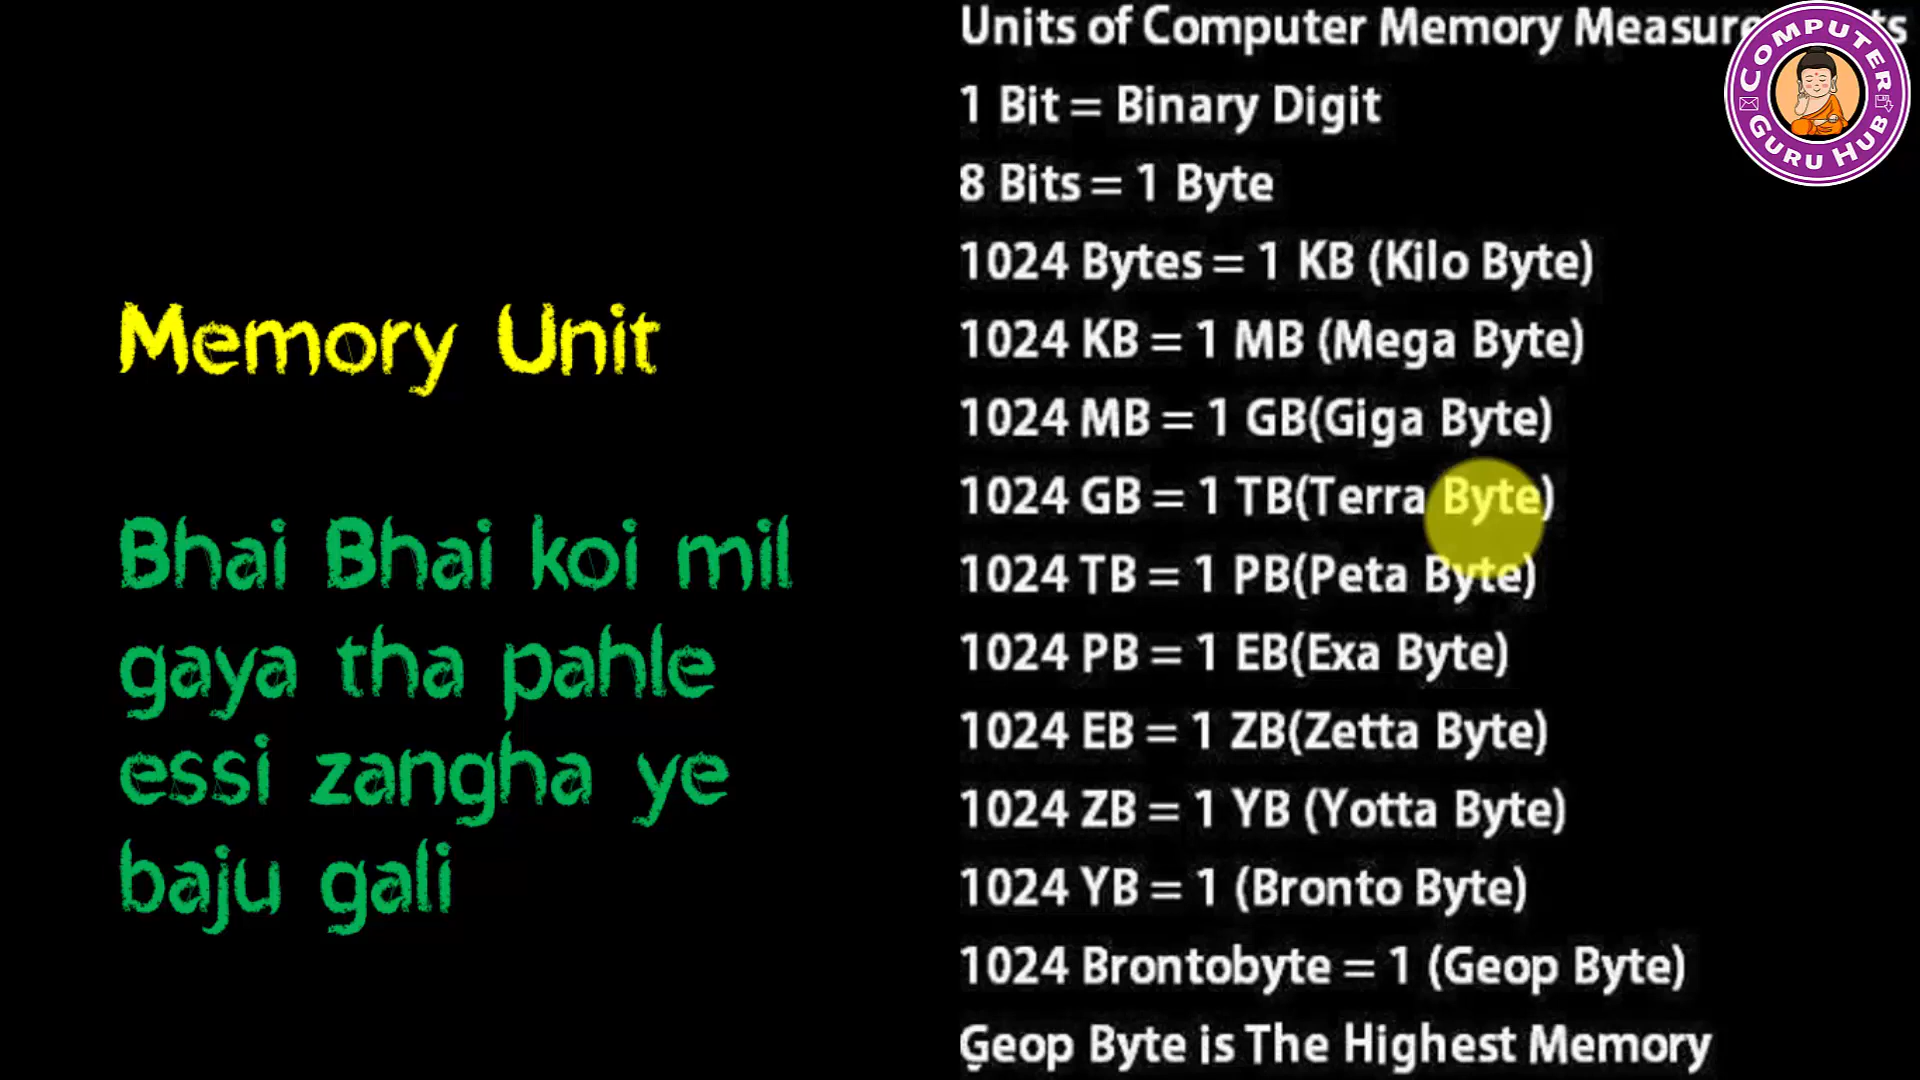 Memory Unit
Bhai Bhai koi mil
gaya tha pahle
essi zangha ye
baju gali
Units of Computer Memory
1 Bit = Binary Digit
8 Bits = 1 Byte
1024 Bytes = 1 KB (Kilo Byte)
1024 KB = 1 MB (Mega Byte)
1024 MB = 1 GB(Giga Byte)
1024 GB = 1 TB(Terra Byte)
1024 TB = 1 PB(Peta Byte)
1024 PB = 1 EB(Exa Byte)
1024 EB = 1 ZB(Zetta Byte)
1024 ZB = 1 YB (Yotta Byte)
1024 YB = 1 (Bronto Byte)
1024 Brontobyte = 1 (Geop Byte)
Geop Byte is The Highest Memory
COMPUTER
GURU HUB